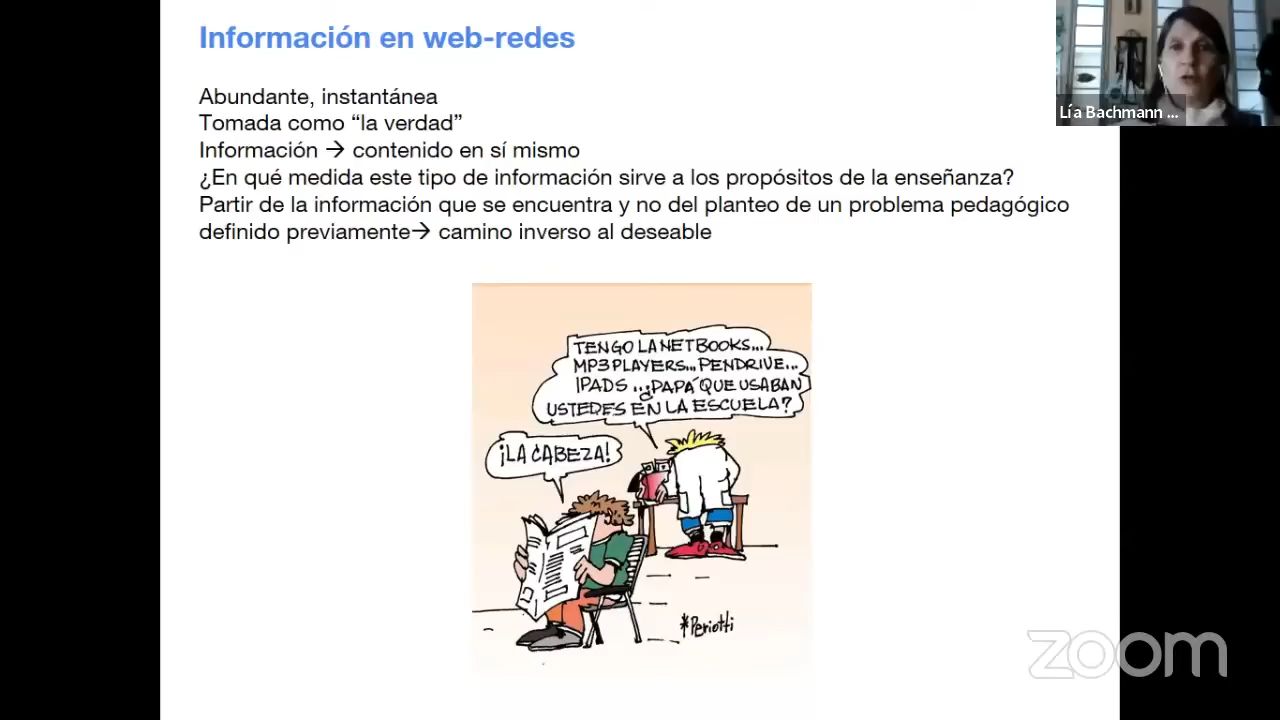 Información en web-redes
Abundante, instantánea
Tomada como “la verdad”
Información → contenido en sí mismo
¿En qué medida este tipo de información sirve a los propósitos de la enseñanza?
Partir de la información que se encuentra y no del planteo de un problema pedagógico
definido previamente→ camino inverso al deseable
Lía Bachmann ...
TENGO LA NETBOOKS...
MP3 PLAYERS... PENDRIVE...
IPADS ... ¿PAPÁ QUE USABAN
USTEDES EN LA ESCUELA?
¡LA CABEZA!
*Periotti
zoom